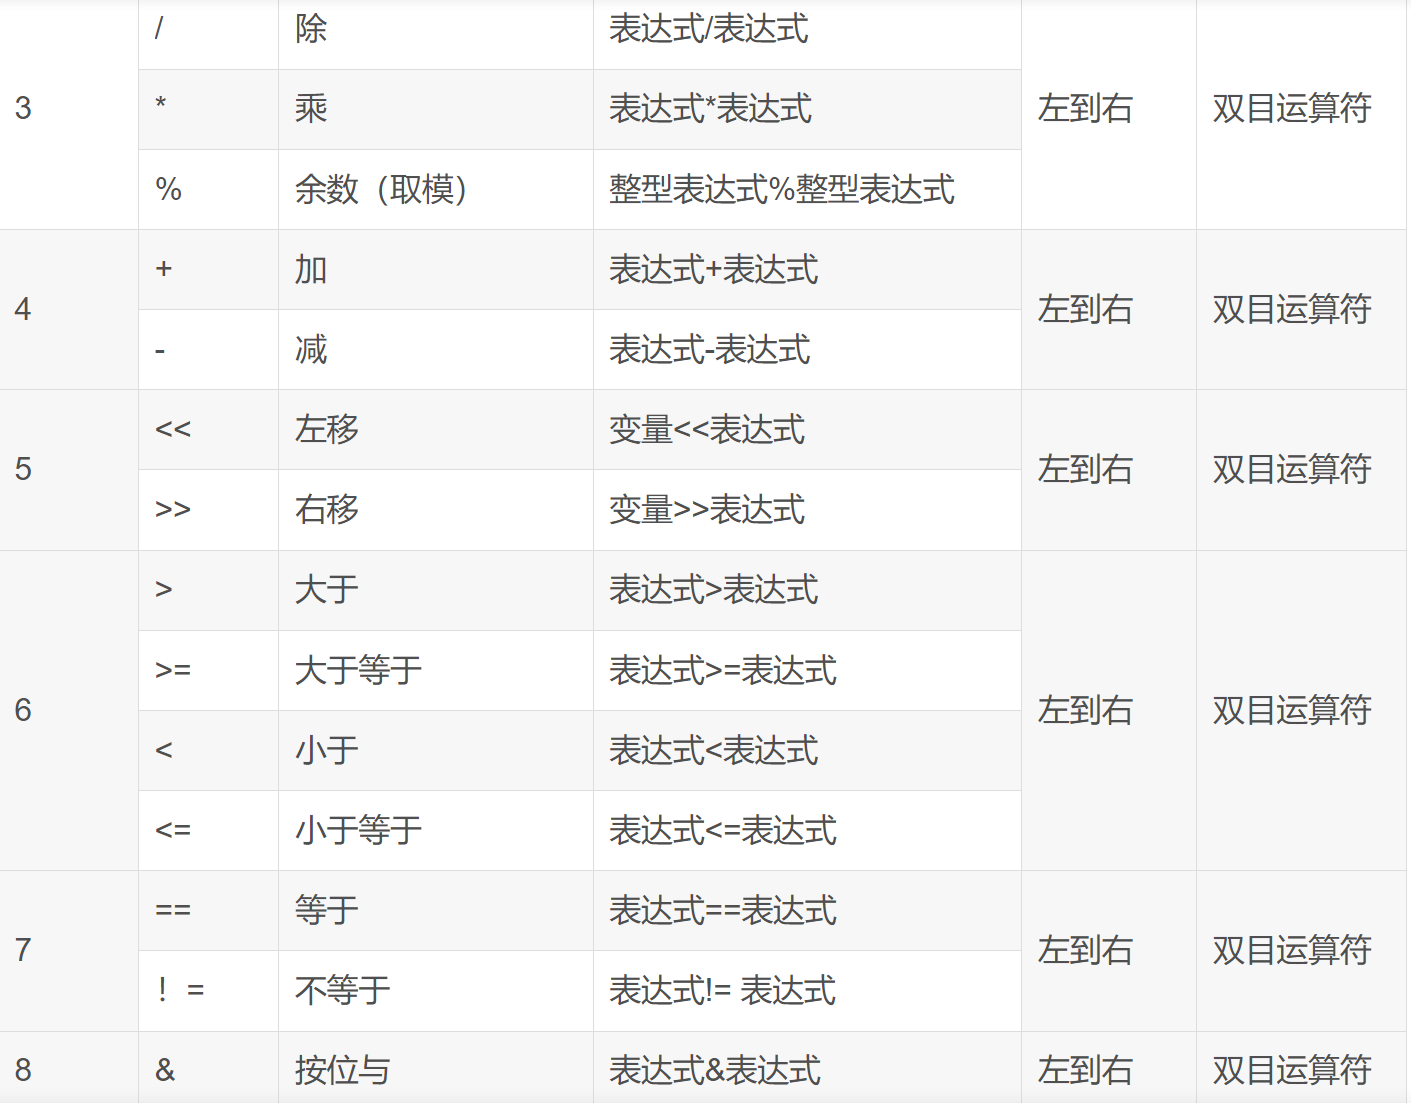 / 除 表达式/表达式
3 * 乘 表达式*表达式 左到右 双目运算符
% 余数（取模） 整型表达式%整型表达式
+ 加 表达式+表达式
4 左到右 双目运算符
- 减 表达式-表达式
<< 左移 变量<<表达式
5 左到右 双目运算符
>> 右移 变量>>表达式
> 大于 表达式>表达式
>= 大于等于 表达式>=表达式
6 左到右 双目运算符
< 小于 表达式<表达式
<= 小于等于 表达式<=表达式
== 等于 表达式==表达式
7 左到右 双目运算符
！= 不等于 表达式!= 表达式
8 & 按位与 表达式&表达式 左到右 双目运算符